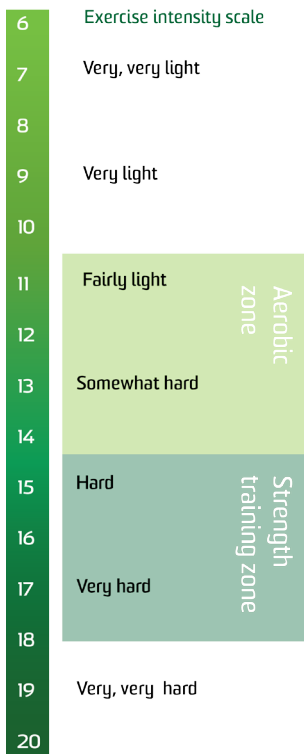 6 Exercise intensity scale
7 Very, very light
8
9 Very light
10
11 Fairly light
12
13 Somewhat hard
14
Aerobic
zone
15 Hard
16
17 Very hard
18
Strength
training zone
19 Very, very hard
20